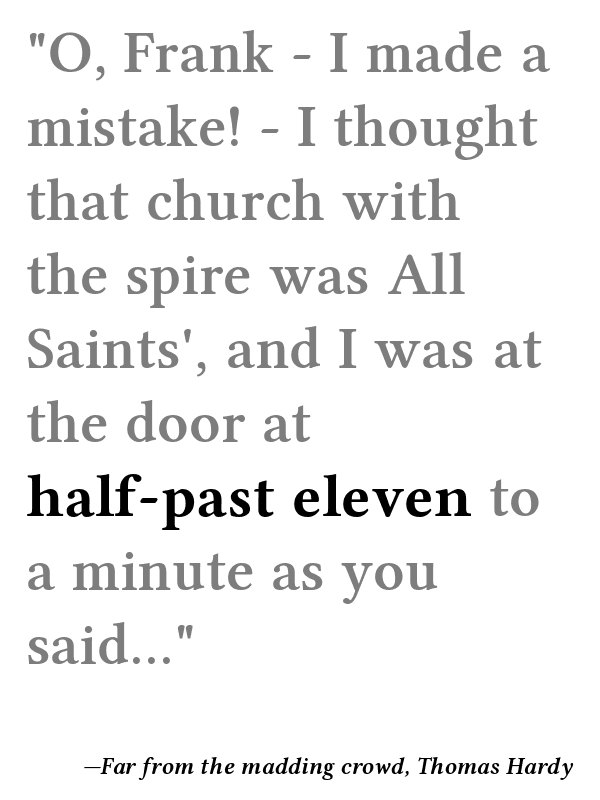 "O, Frank - I made a
mistake! - I thought
that church with
the spire was All
Saints', and I was at
the door at
half-past eleven to
a minute as you
said..."
—Far from the madding crowd, Thomas Hardy